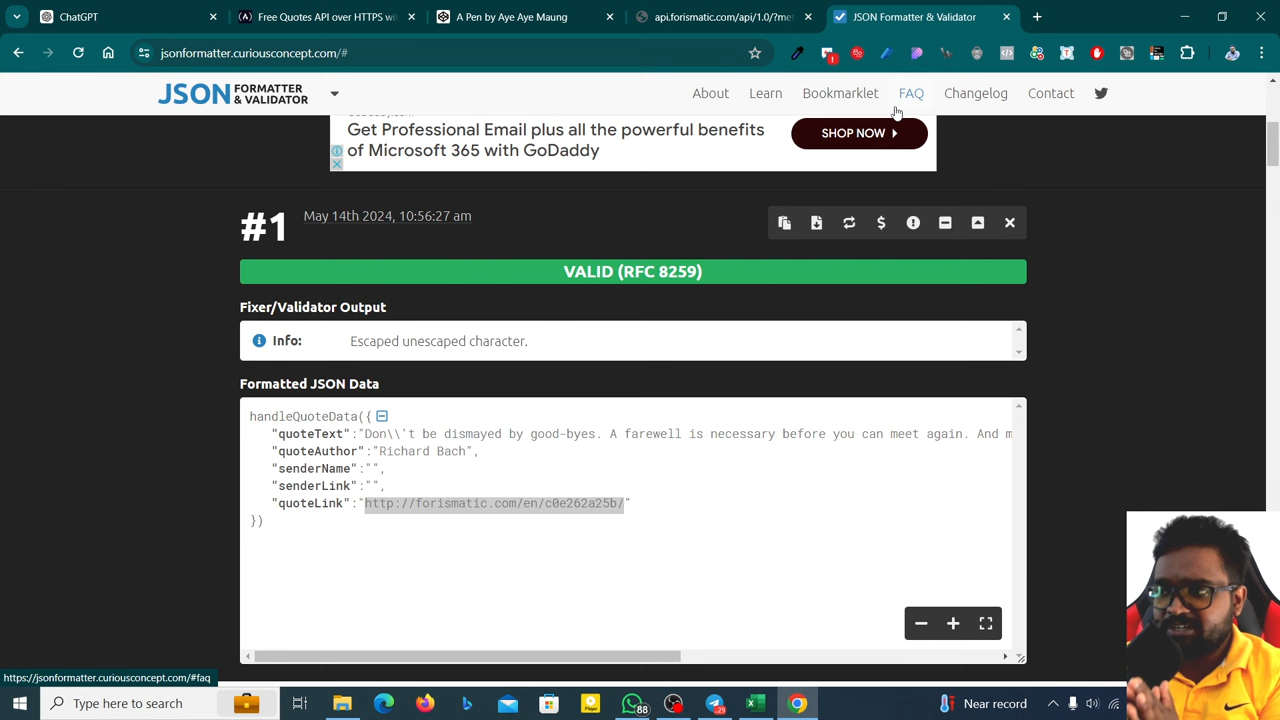 ChatGPT
Free Quotes API over HTTPS wi
A Pen by Aye Aye Maung
api.forismatic.com/api/1.0/?me
JSON Formatter & Validator
jsonformatter.curiousconcept.com/#
JSON FORMATTER & VALIDATOR
About
Learn
Bookmarklet
FAQ
Changelog
Contact
Get Professional Email plus all the powerful benefits
of Microsoft 365 with GoDaddy
SHOP NOW
#1
May 14th 2024, 10:56:27 am
VALID (RFC 8259)
Fixer/Validator Output
Info: Escaped unescaped character.
Formatted JSON Data
handleQuoteData({
"quoteText":"Don\\'t be dismayed by good-byes. A farewell is necessary before you can meet again. And m
"quoteAuthor":"Richard Bach",
"senderName":"",
"senderLink":"",
"quoteLink":"http://forismatic.com/en/c0e262a25b/"
})
https://jsonformatter.curiousconcept.com/#faq
Type here to search
88
Near record